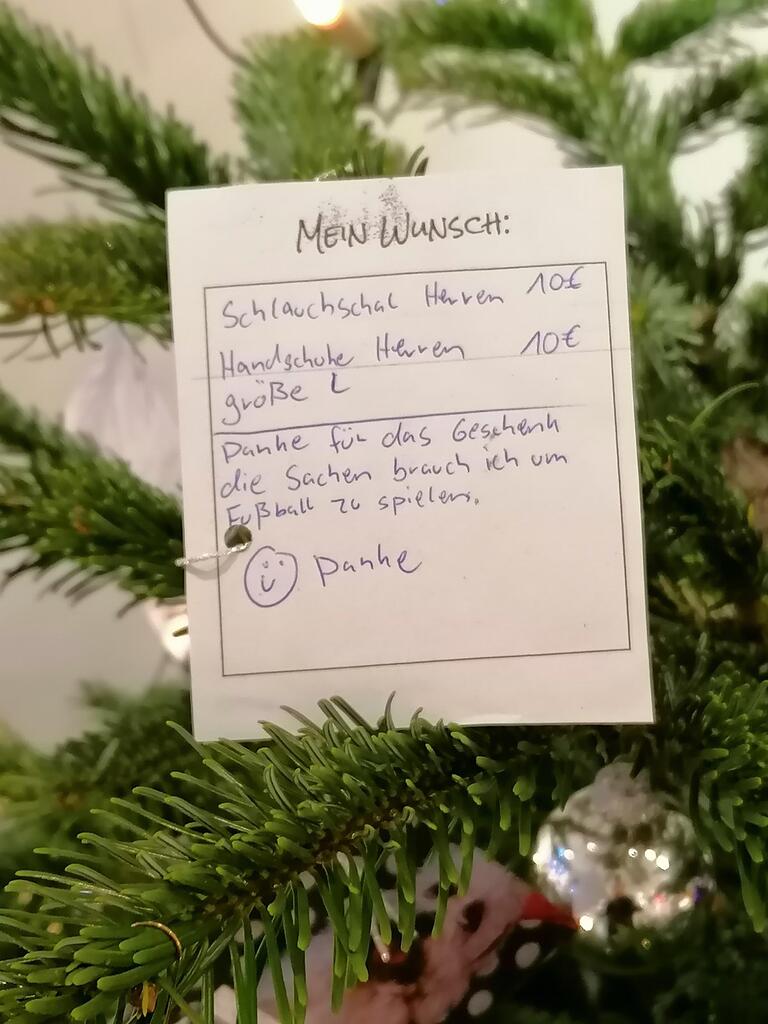 MEIN WUNSCH:
Schlauchschal Herren 10€
Handschuhe Herren 10€
größe L
Danke für das Geschenk
die Sachen brauch ich um
Fußball zu spielen.
Danke